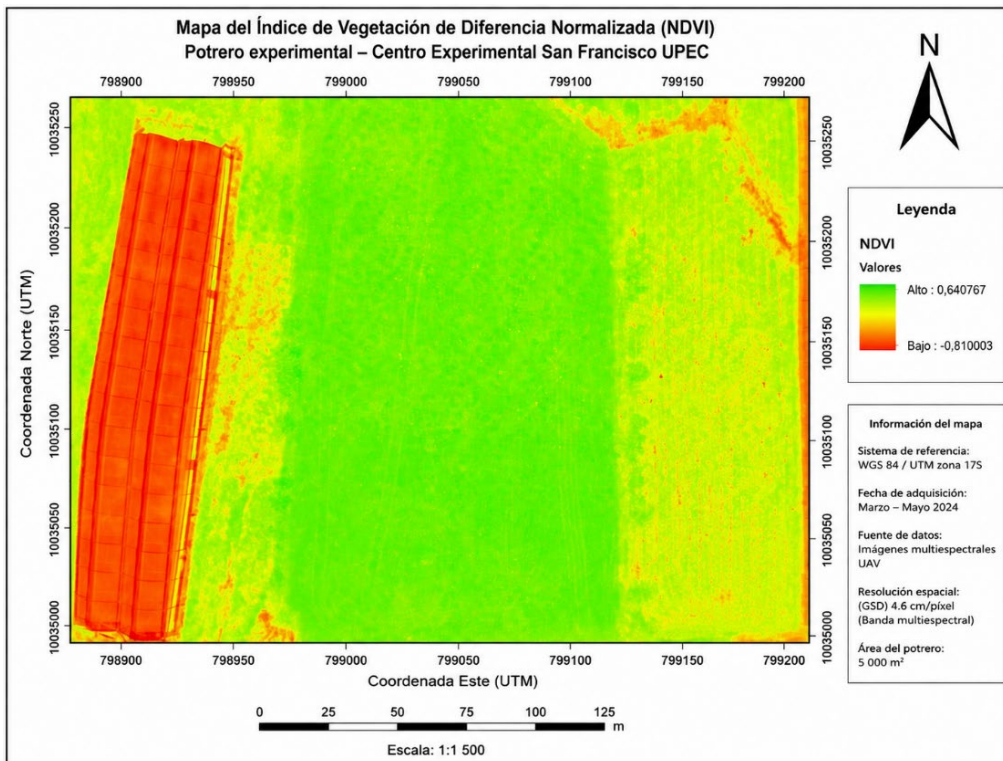 Mapa del Índice de Vegetación de Diferencia Normalizada (NDVI)
Potrero experimental – Centro Experimental San Francisco UPEC
N
798900 798950 799000 799050 799100 799150 799200
10035250
10035200
10035150
10035100
10035050
10035000
Coordenada Norte (UTM)
10035250
10035200
10035150
10035100
10035050
10035000
798900 798950 799000 799050 799100 799150 799200
Coordenada Este (UTM)
0 25 50 75 100 125
m
Escala: 1:1 500
Leyenda
NDVI
Valores
Alto : 0,640767
Bajo : -0,810003
Información del mapa
Sistema de referencia:
WGS 84 / UTM zona 17S
Fecha de adquisición:
Marzo – Mayo 2024
Fuente de datos:
Imágenes multiespectrales
UAV
Resolución espacial:
(GSD) 4.6 cm/píxel
(Banda multiespectral)
Área del potrero:
5 000 m²